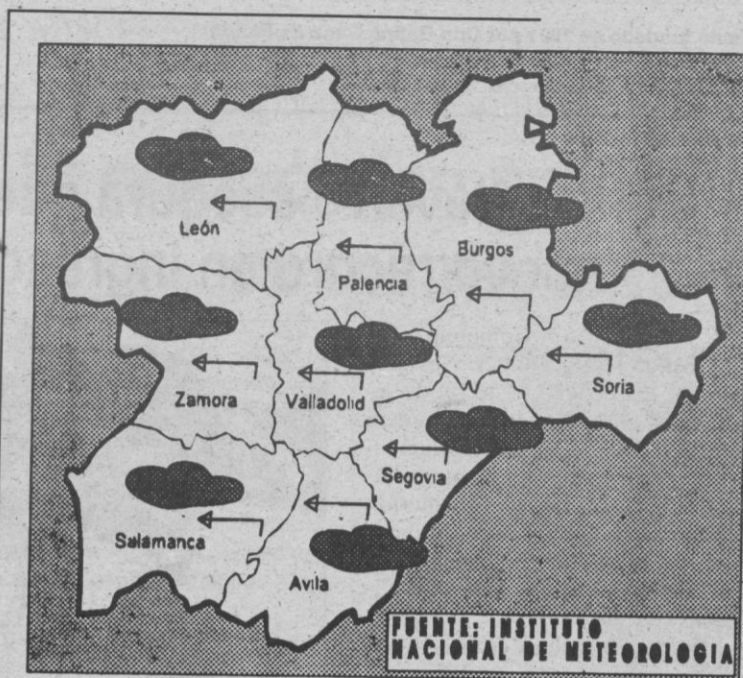 León
Palencia
Burgos
Zamora
Valladolid
Soria
Segovia
Salamanca
Avila
FUENTE: INSTITUTO
NACIONAL DE METEOROLOGIA